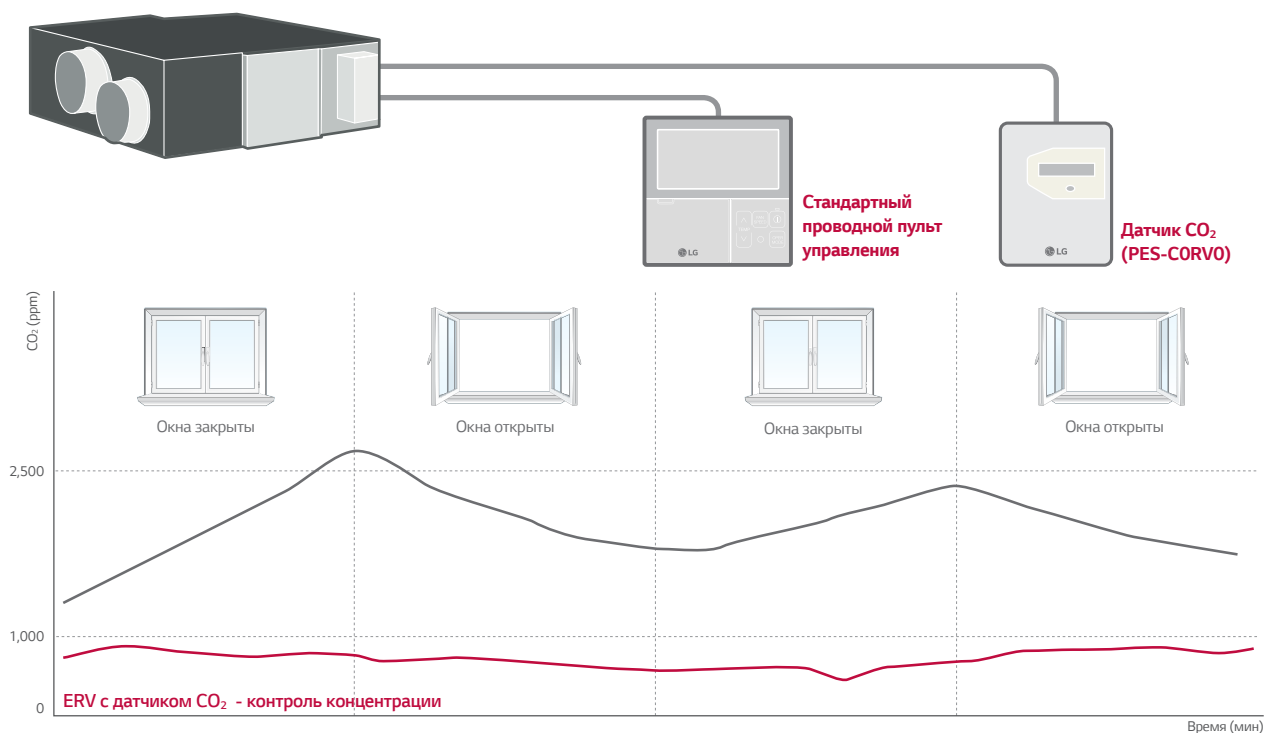 Стандартный
проводной пульт
управления
LG
Датчик CO₂
(PES-C0RV0)
LG
CO₂ (ppm)
Окна закрыты
Окна открыты
Окна закрыты
Окна открыты
2,500
1,000
0
ERV с датчиком CO₂ - контроль концентрации
Время (мин)